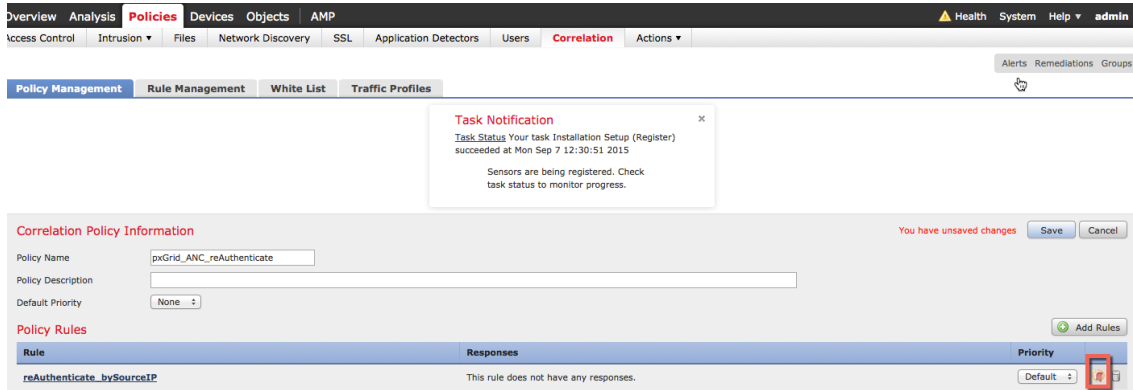 Overview Analysis Policies Devices Objects AMP Health System Help ▾ admin
Access Control Intrusion ▾ Files Network Discovery SSL Application Detectors Users Correlation Actions ▾
Alerts Remediations Groups
Policy Management Rule Management White List Traffic Profiles
Task Notification ×
Task Status Your task Installation Setup (Register)
succeeded at Mon Sep 7 12:30:51 2015
Sensors are being registered. Check
task status to monitor progress.
Correlation Policy Information You have unsaved changes Save Cancel
Policy Name pxGrid_ANC_reAuthenticate
Policy Description
Default Priority None
Policy Rules Add Rules
Rule Responses Priority
reAuthenticate_bySourceIP This rule does not have any responses. Default